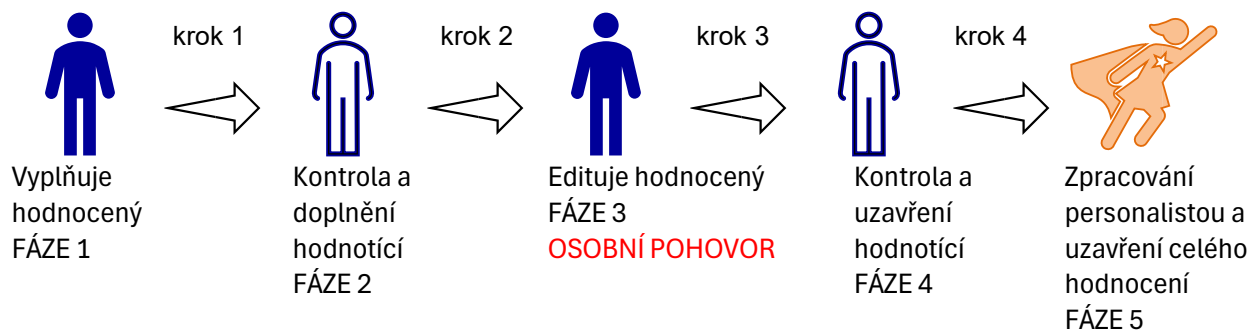 krok 1
krok 2
krok 3
krok 4
Vyplňuje
hodnocený
FÁZE 1
Kontrola a
doplnění
hodnotící
FÁZE 2
Edituje hodnocený
FÁZE 3
OSOBNÍ POHOVOR
Kontrola a
uzavření
hodnotící
FÁZE 4
Zpracování
personalistou a
uzavření celého
hodnocení
FÁZE 5